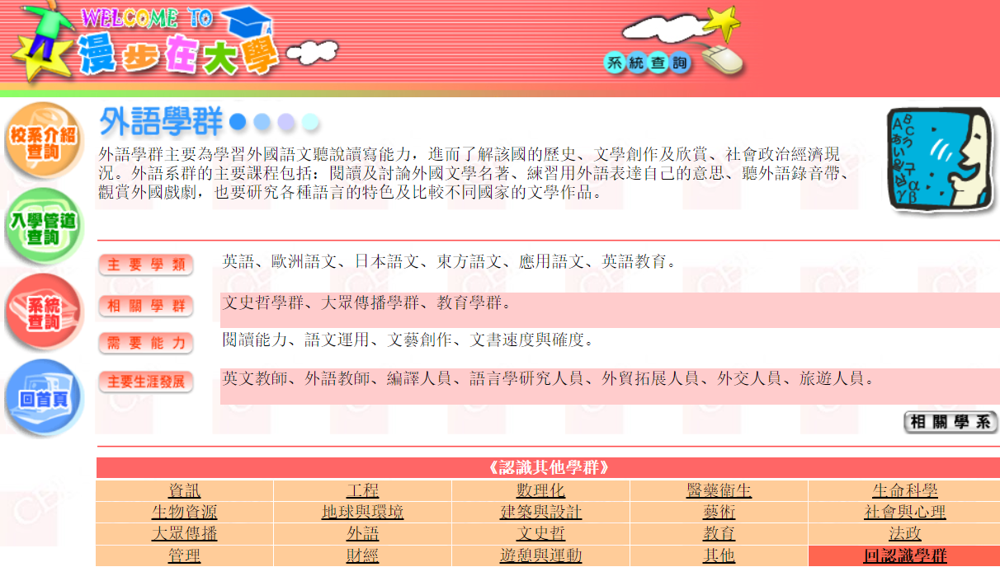 WELCOME TO
漫步在大學
系統查詢
校系介紹
查詢
入學管道
查詢
系統
查詢
回首頁
外語學群
外語學群主要為學習外國語文聽說讀寫能力，進而了解該國的歷史、文學創作及欣賞、社會政治經濟現
況。外語系群的主要課程包括：閱讀及討論外國文學名著、練習用外語表達自己的意思、聽外語錄音帶、
觀賞外國戲劇，也要研究各種語言的特色及比較不同國家的文學作品。
主要學類 英語、歐洲語文、日本語文、東方語文、應用語文、英語教育。
相關學群 文史哲學群、大眾傳播學群、教育學群。
需要能力 閱讀能力、語文運用、文藝創作、文書速度與確度。
主要生涯發展 英文教師、外語教師、編譯人員、語言學研究人員、外貿拓展人員、外交人員、旅遊人員。
相關學系
《認識其他學群》
資訊 工程 數理化 醫藥衛生 生命科學
生物資源 地球與環境 建築與設計 藝術 社會與心理
大眾傳播 外語 文史哲 教育 法政
管理 財經 遊憩與運動 其他 回認識學群